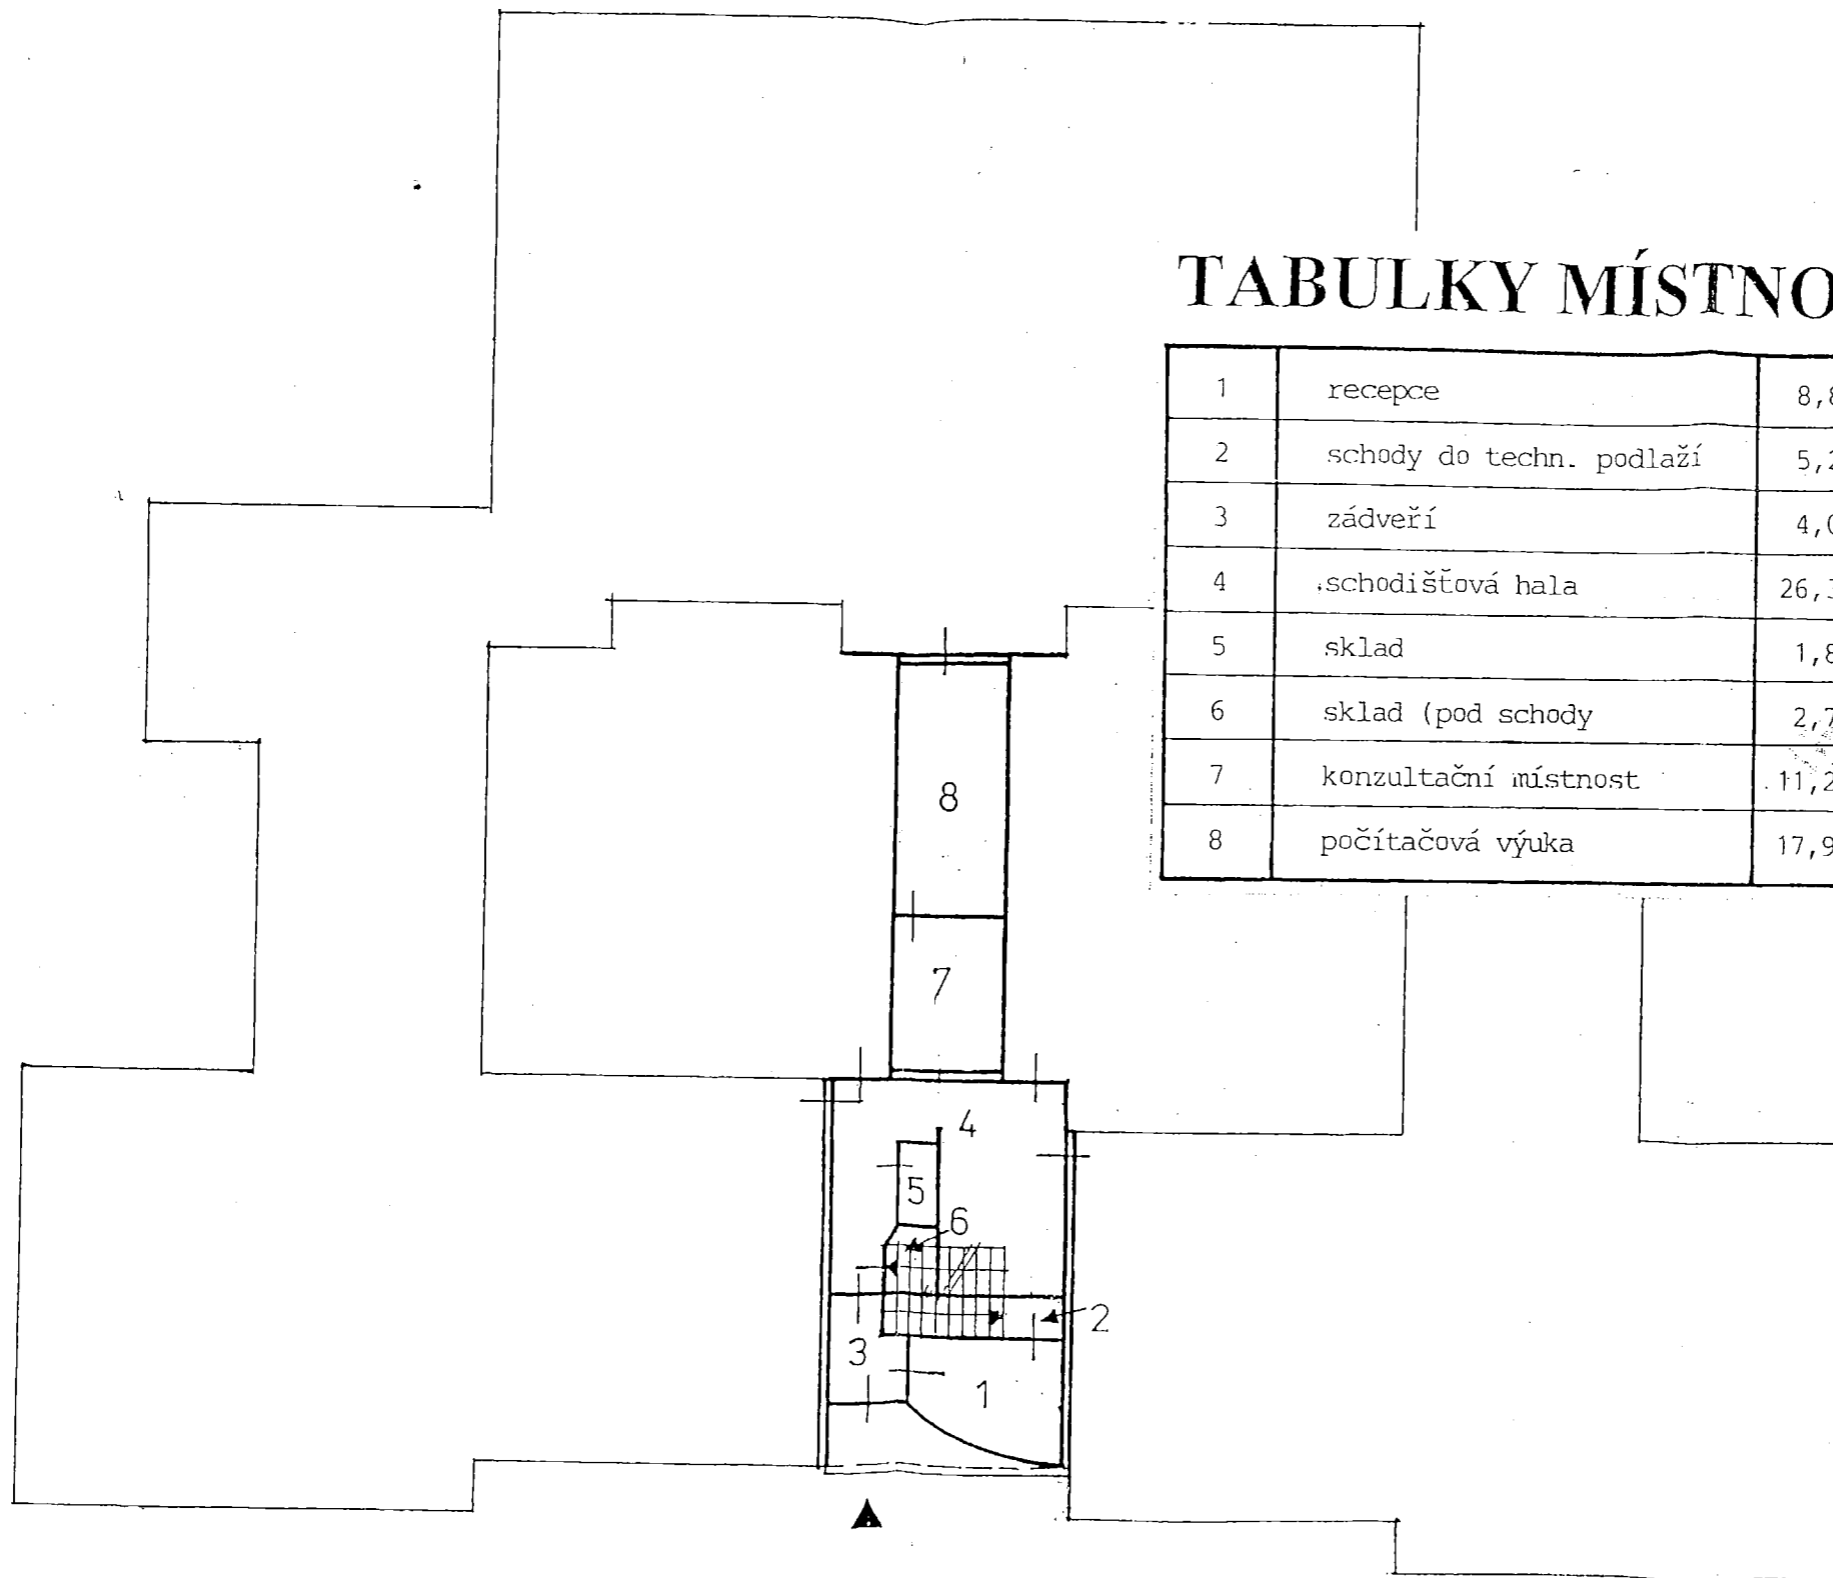 TABULKY MÍSTNO
1 recepce 8,8
2 schody do techn. podlaží 5,2
3 zádveří 4,0
4 schodišťová hala 26,3
5 sklad 1,8
6 sklad (pod schody 2,7
7 konzultační místnost 11,2
8 počítačová výuka 17,9
8
7
4
5
6
2
3
1